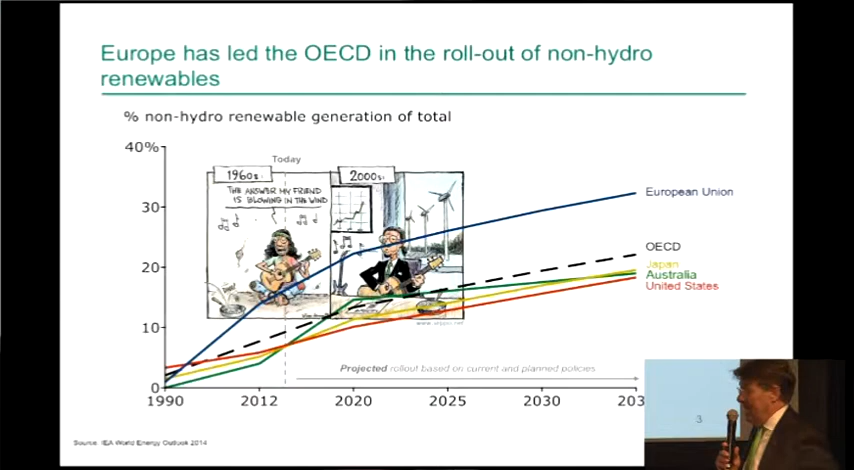 Europe has led the OECD in the roll-out of non-hydro
renewables
% non-hydro renewable generation of total
40%
30
20
10
0
Today
1960s:
2000s:
THE ANSWER MY FRIEND
IS BLOWING IN THE WIND
European Union
OECD
Japan
Australia
United States
Projected rollout based on current and planned policies
1990
2012
2020
2025
2030
203
Source: IEA World Energy Outlook 2014
3